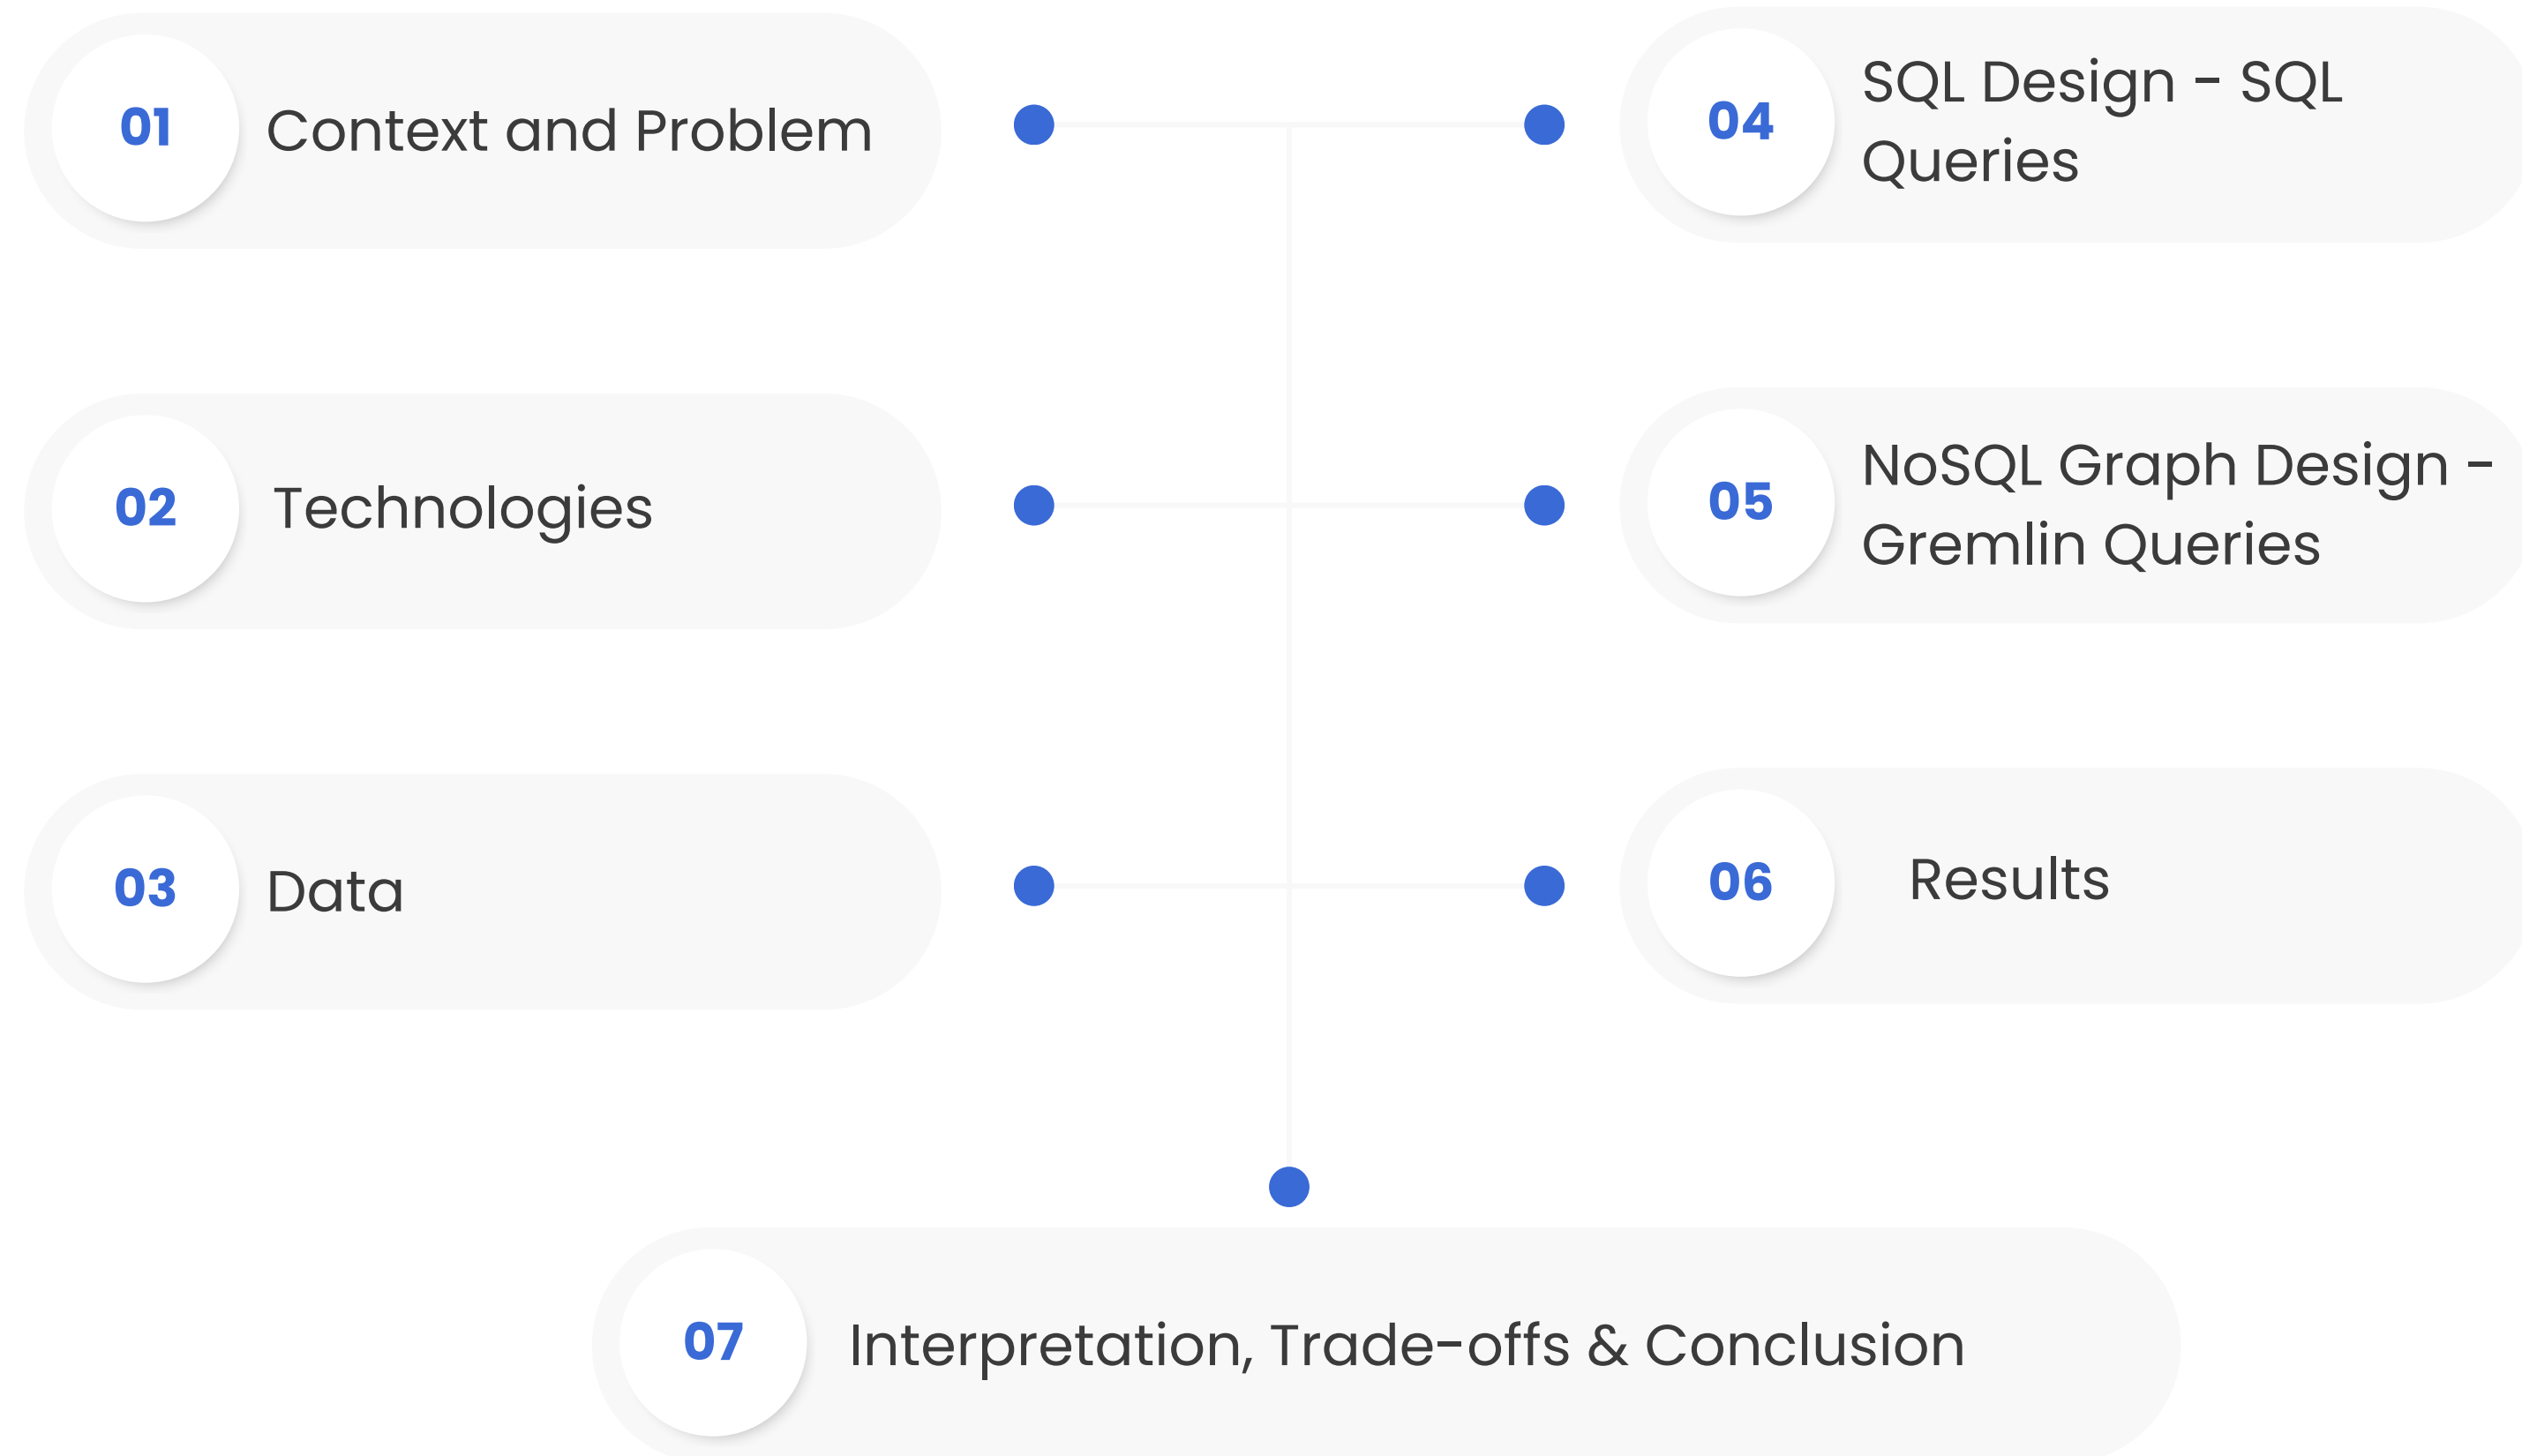 01
Context and Problem
02
Technologies
03
Data
04
SQL Design - SQL
Queries
05
NoSQL Graph Design -
Gremlin Queries
06
Results
07
Interpretation, Trade-offs & Conclusion